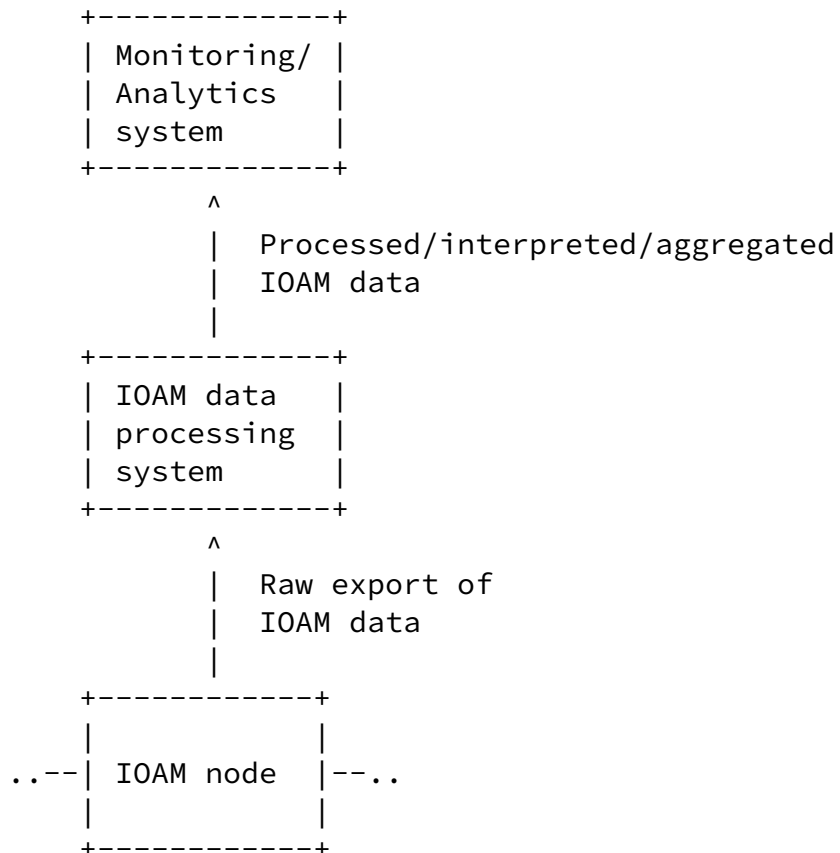 +-------------+
| Monitoring/ |
| Analytics   |
| system      |
+-------------+
       ^
       |  Processed/interpreted/aggregated
       |  IOAM data
       |
+-------------+
| IOAM data   |
| processing  |
| system      |
+-------------+
       ^
       |  Raw export of
       |  IOAM data
       |
+------------+
|            |
..--| IOAM node  |--..
|            |
+------------+